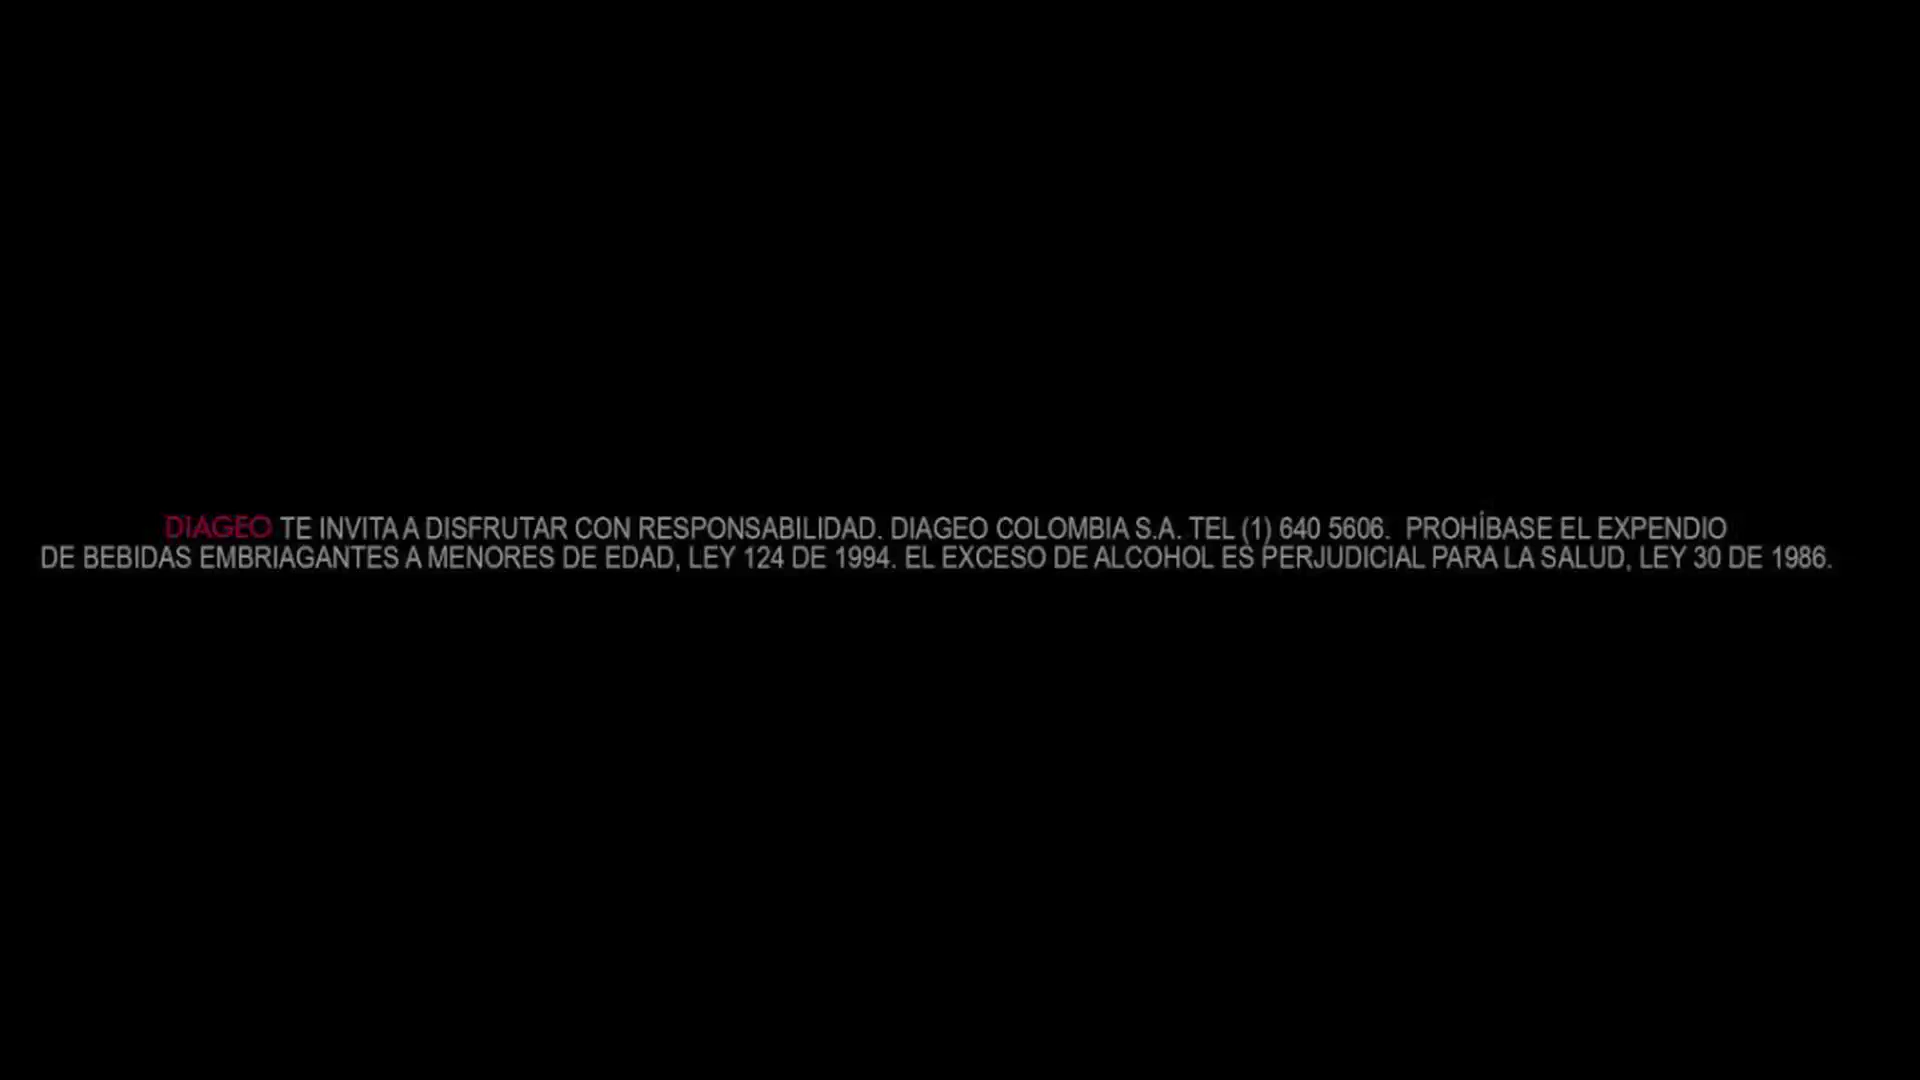 DIAGEO TE INVITA A DISFRUTAR CON RESPONSABILIDAD. DIAGEO COLOMBIA S.A. TEL (1) 640 5606. PROHÍBASE EL EXPENDIO
DE BEBIDAS EMBRIAGANTES A MENORES DE EDAD, LEY 124 DE 1994. EL EXCESO DE ALCOHOL ES PERJUDICIAL PARA LA SALUD, LEY 30 DE 1986.